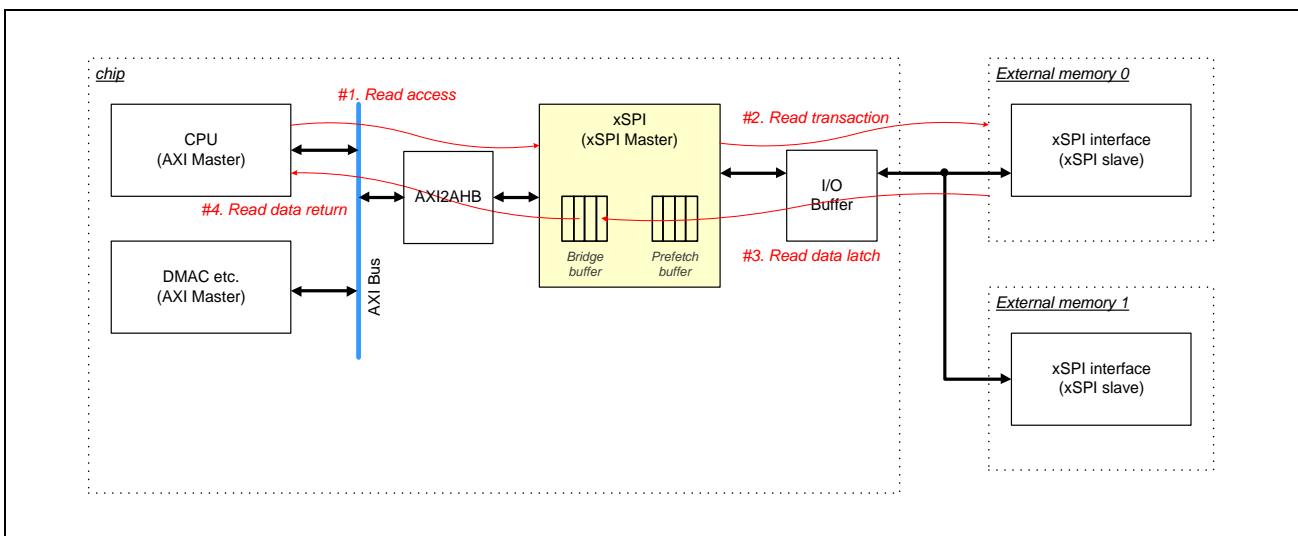 chip
#1. Read access
CPU
(AXI Master)
#4. Read data return
DMAC etc.
(AXI Master)
AXI Bus
AXI2AHB
xSPI
(xSPI Master)
Bridge
buffer
Prefetch
buffer
#2. Read transaction
I/O
Buffer
#3. Read data latch
External memory 0
xSPI interface
(xSPI slave)
External memory 1
xSPI interface
(xSPI slave)